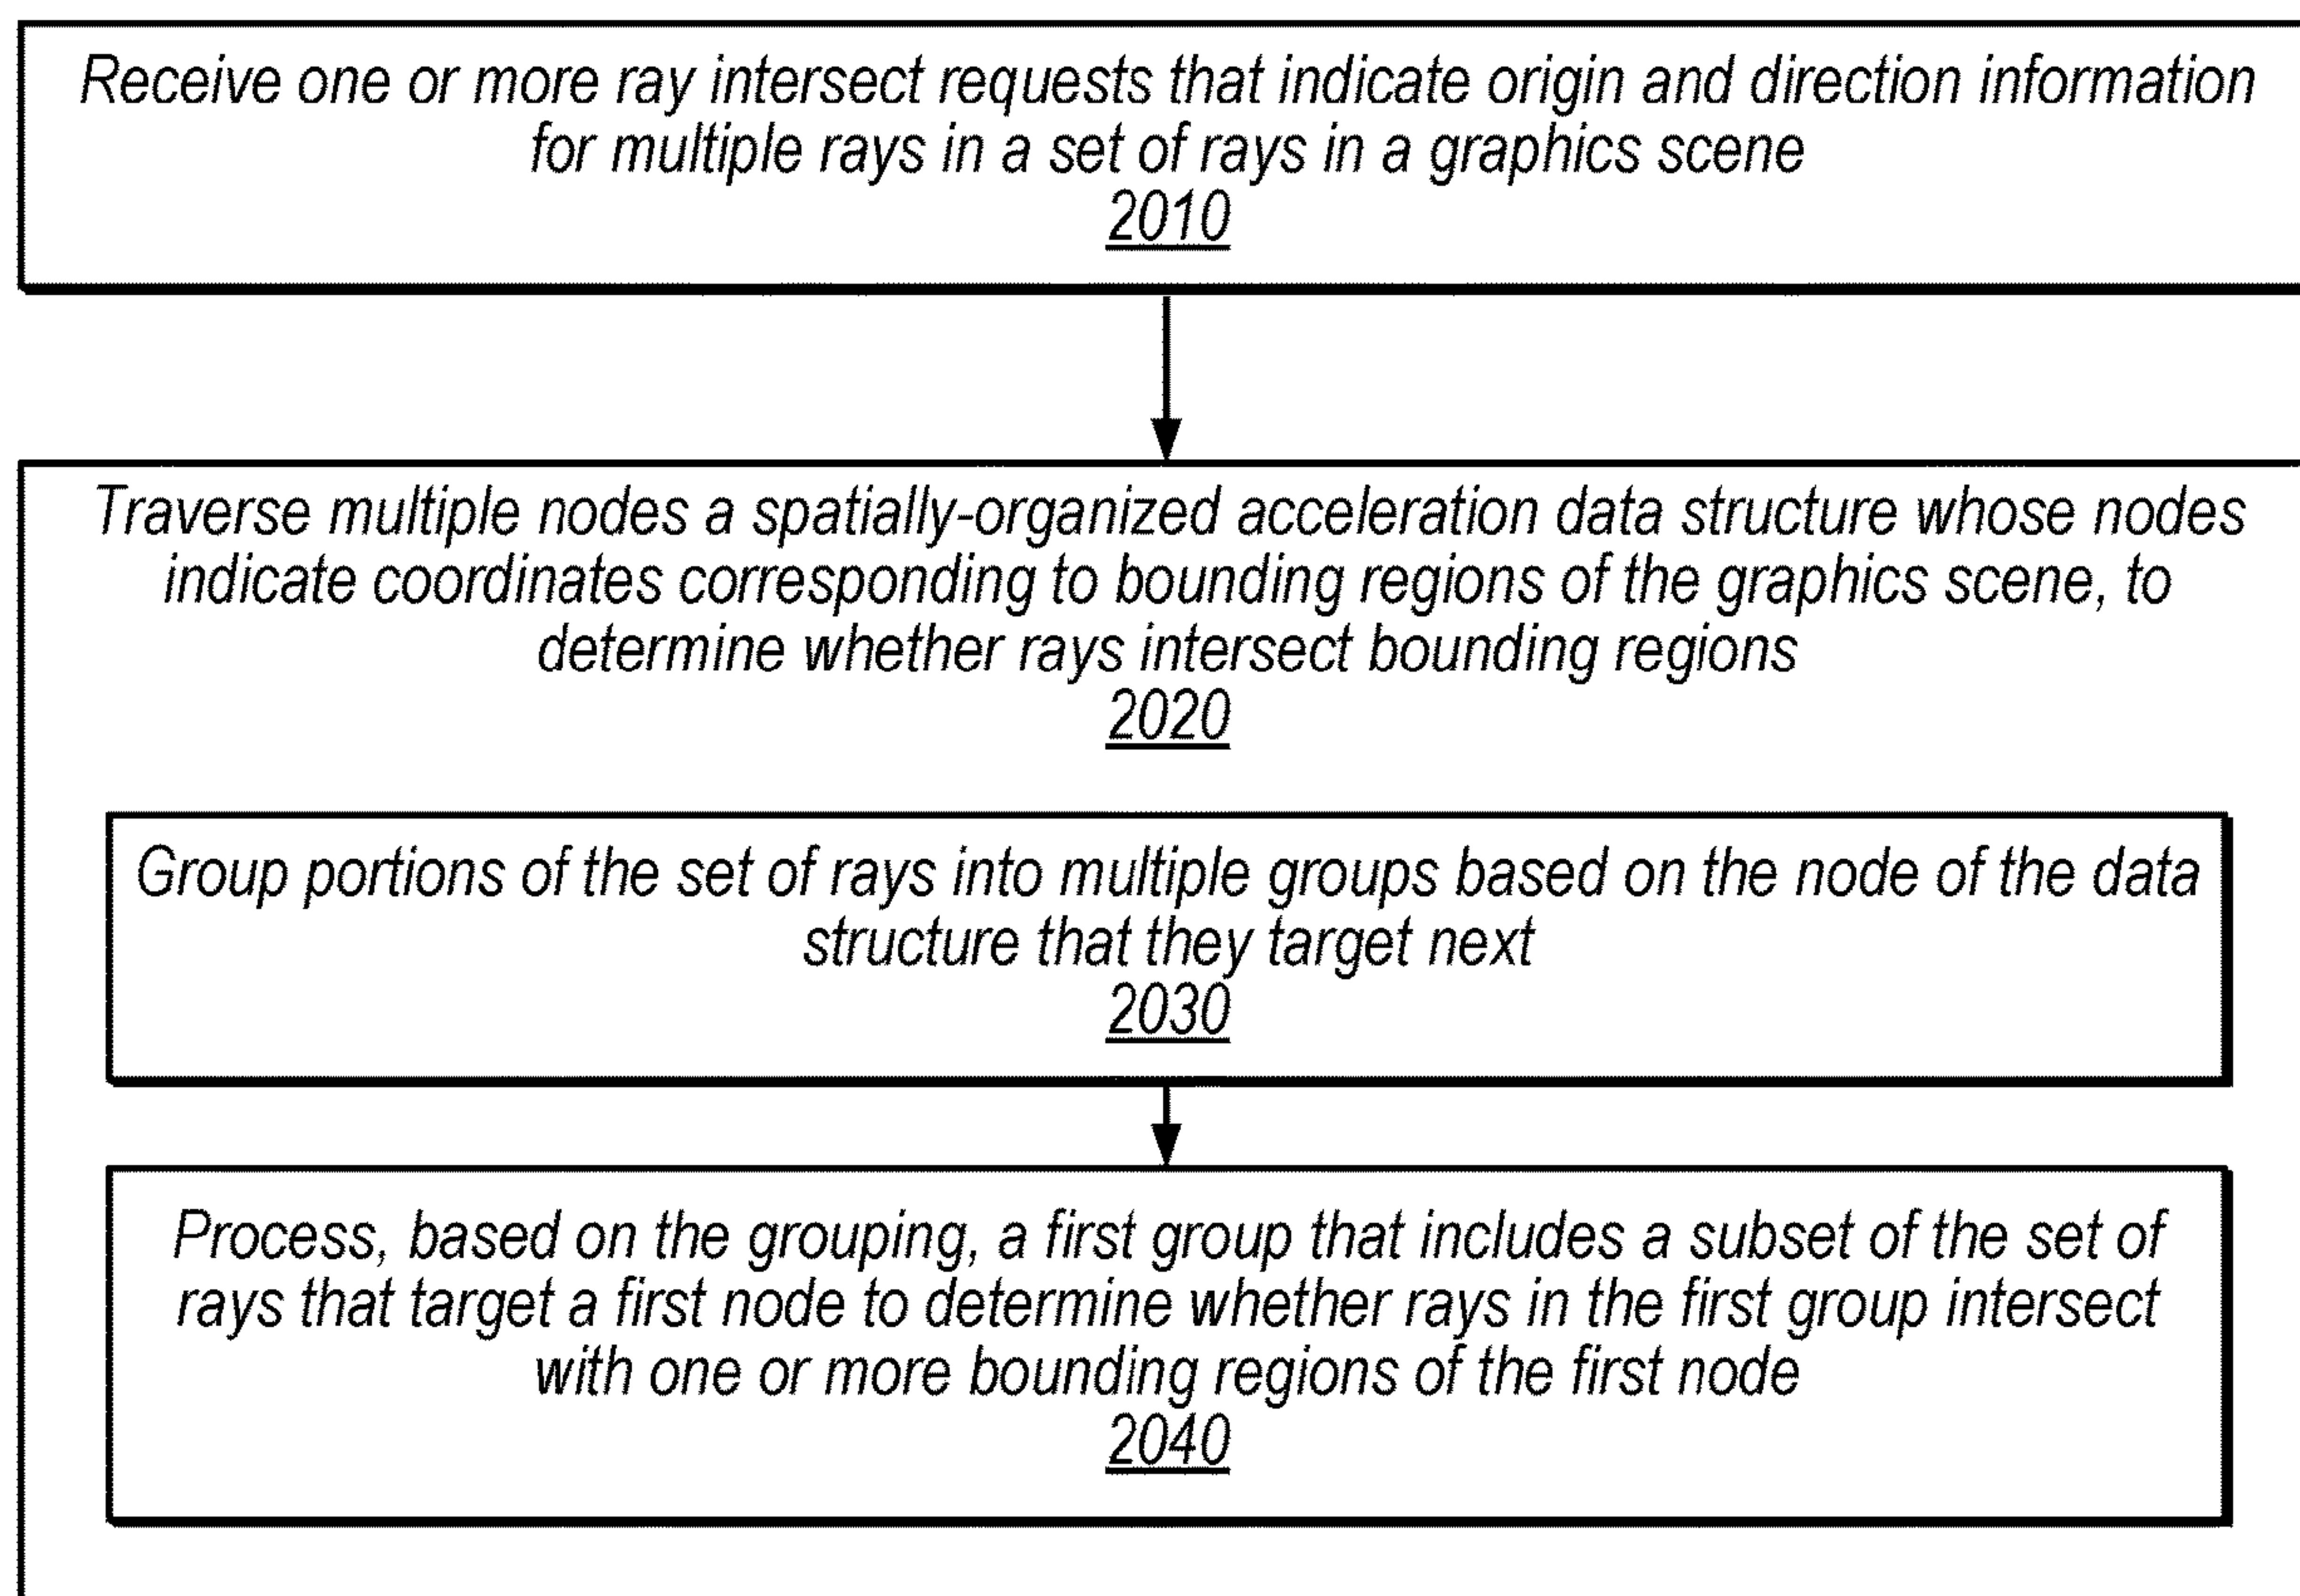 Receive one or more ray intersect requests that indicate origin and direction information
for multiple rays in a set of rays in a graphics scene
2010
Traverse multiple nodes a spatially-organized acceleration data structure whose nodes
indicate coordinates corresponding to bounding regions of the graphics scene, to
determine whether rays intersect bounding regions
2020
Group portions of the set of rays into multiple groups based on the node of the data
structure that they target next
2030
Process, based on the grouping, a first group that includes a subset of the set of
rays that target a first node to determine whether rays in the first group intersect
with one or more bounding regions of the first node
2040